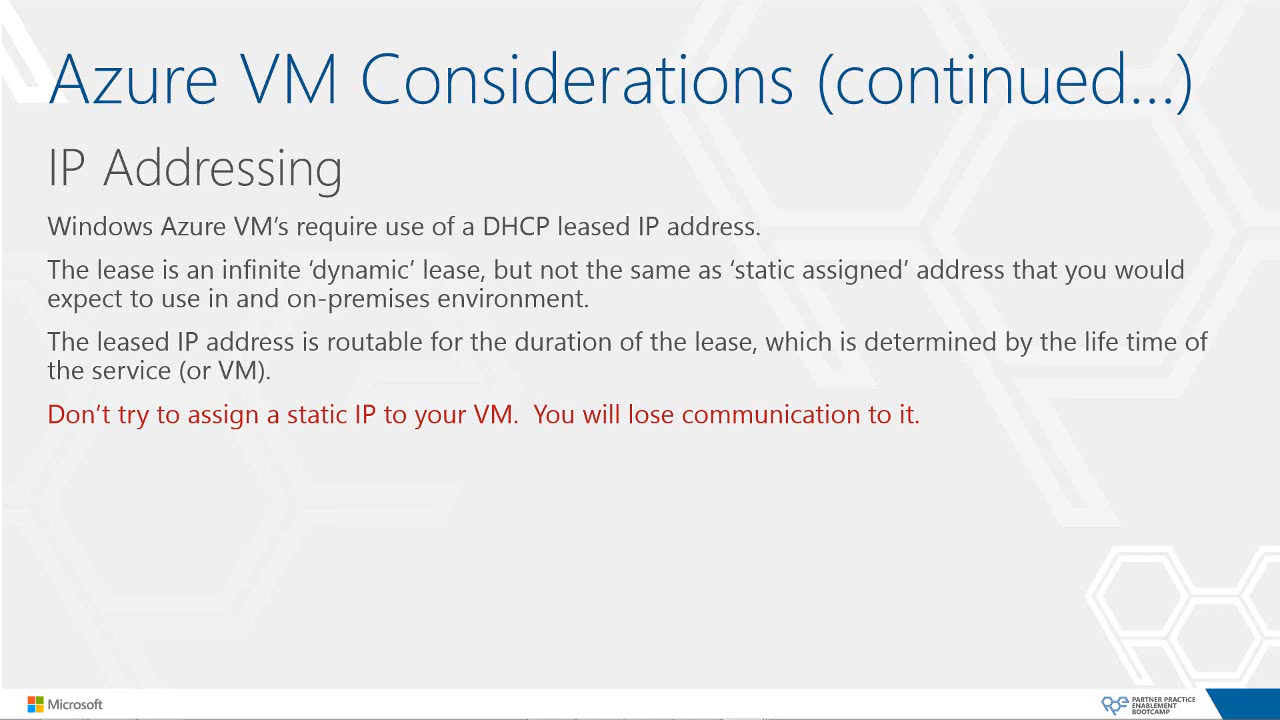 Azure VM Considerations (continued...)
IP Addressing
Windows Azure VM's require use of a DHCP leased IP address.
The lease is an infinite 'dynamic' lease, but not the same as 'static assigned' address that you would
expect to use in and on-premises environment.
The leased IP address is routable for the duration of the lease, which is determined by the life time of
the service (or VM).
Don't try to assign a static IP to your VM.  You will lose communication to it.
Microsoft
PARTNER PRACTICE
ENABLEMENT
BOOTCAMP